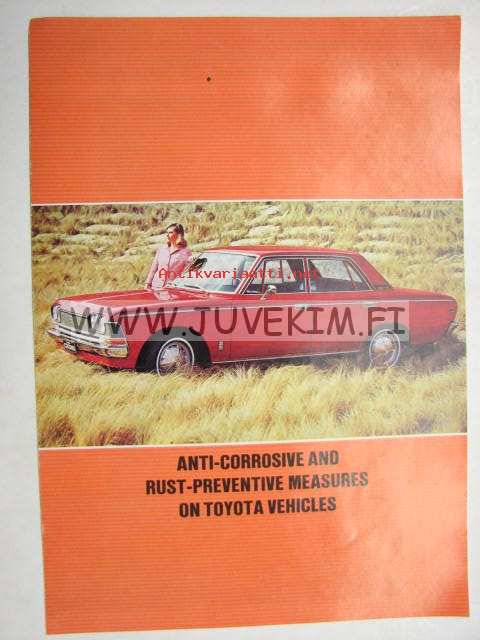 Antikvariaatti.net
WWW.JUVEKIM.FI
ANTI-CORROSIVE AND
RUST-PREVENTIVE MEASURES
ON TOYOTA VEHICLES